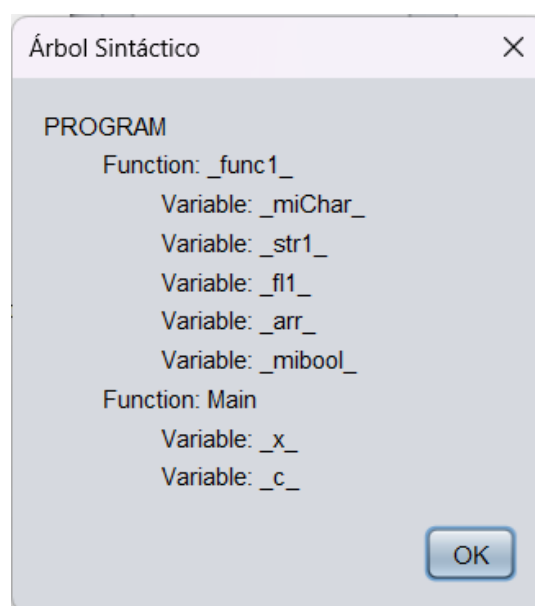 Árbol Sintáctico
PROGRAM
Function: _func1_
Variable: _miChar_
Variable: _str1_
Variable: _fl1_
Variable: _arr_
Variable: _mibool_
Function: Main
Variable: _x_
Variable: _c_
OK